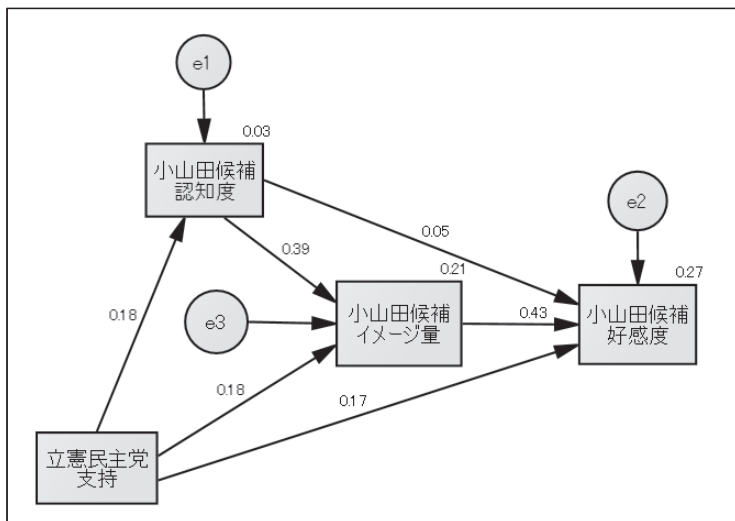 e1
0.03
小山田候補
認知度
e2
0.05
0.39
0.21
0.27
0.18
e3
小山田候補
イメージ量
0.43
小山田候補
好感度
0.18
0.17
立憲民主党
支持